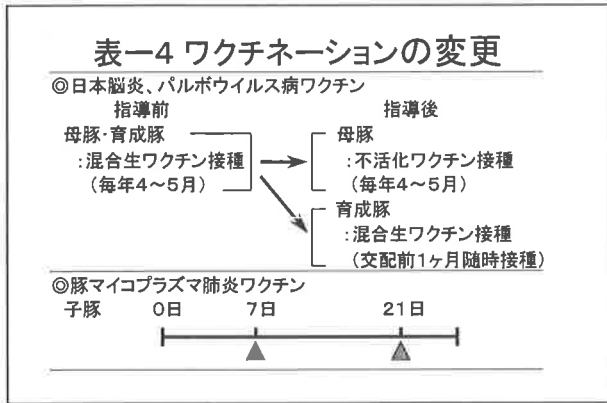 表ー4 ワクチネーションの変更
◎日本脳炎、パルボウイルス病ワクチン
指導前 指導後
母豚・育成豚 母豚
:混合生ワクチン接種 :不活化ワクチン接種
(毎年4～5月) (毎年4～5月)
育成豚
:混合生ワクチン接種
(交配前1ヶ月随時接種)
◎豚マイコプラズマ肺炎ワクチン
子豚 0日 7日 21日